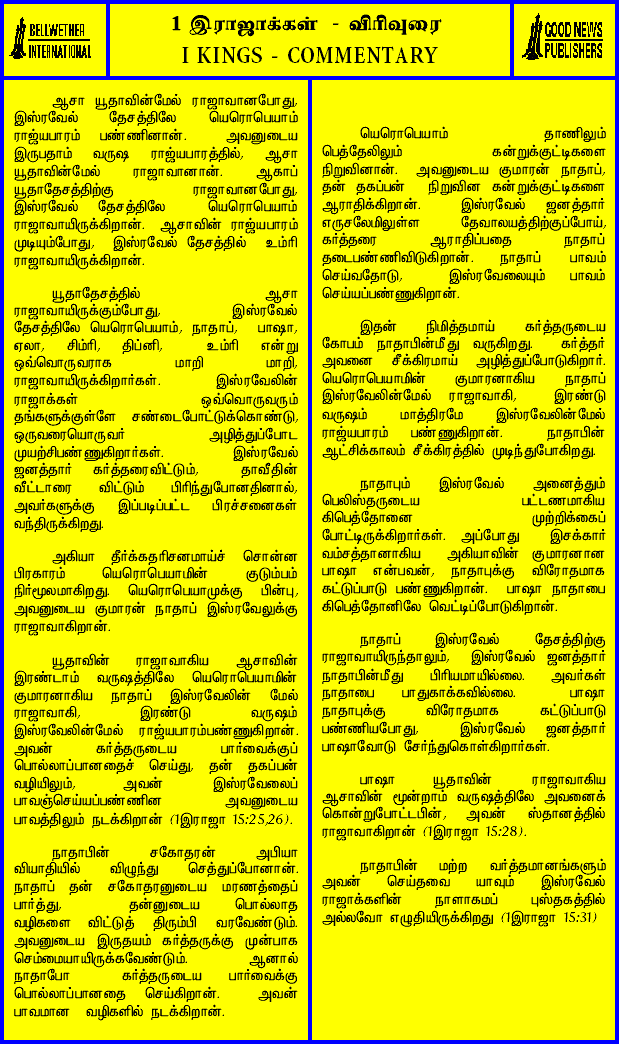 BELLWETHER
INTERNATIONAL
1 இராஜாக்கள் - விரிவுரை
I KINGS - COMMENTARY
GOOD NEWS
PUBLISHERS
ஆசா யூதாவின்மேல் ராஜாவானபோது,
இஸ்ரவேல் தேசத்திலே யெரொபெயாம்
ராஜ்யபாரம் பண்ணினான். அவனுடைய
இருபதாம் வருஷ ராஜ்யபாரத்தில், ஆசா
யூதாவின்மேல் ராஜாவானான். ஆகாப்
யூதாதேசத்திற்கு ராஜாவானபோது,
இஸ்ரவேல் தேசத்திலே யெரொபெயாம்
ராஜாவாயிருக்கிறான். ஆசாவின் ராஜ்யபாரம்
முடியும்போது, இஸ்ரவேல் தேசத்தில் உம்ரி
ராஜாவாயிருக்கிறான்.
யூதாதேசத்தில் ஆசா
ராஜாவாயிருக்கும்போது, இஸ்ரவேல்
தேசத்திலே யெரொபெயாம், நாதாப், பாஷா,
ஏலா, சிம்ரி, திப்னி, உம்ரி என்று
ஒவ்வொருவராக மாறி மாறி,
ராஜாவாயிருக்கிறார்கள். இஸ்ரவேலின்
ராஜாக்கள் ஒவ்வொருவரும்
தங்களுக்குள்ளே சண்டைபோட்டுக்கொண்டு,
ஒருவரையொருவர் அழித்துப்போட
முயற்சிபண்ணுகிறார்கள். இஸ்ரவேல்
ஜனத்தார் கர்த்தரைவிட்டும், தாவீதின்
வீட்டாரை விட்டும் பிரிந்துபோனதினால்,
அவர்களுக்கு இப்படிப்பட்ட பிரச்சனைகள்
வந்திருக்கிறது.
அகியா தீர்க்கதரிசனமாய்ச் சொன்ன
பிரகாரம் யெரொபெயாமின் குடும்பம்
நிர்மூலமாகிறது. யெரொபெயாமுக்கு பின்பு,
அவனுடைய குமாரன் நாதாப் இஸ்ரவேலுக்கு
ராஜாவாகிறான்.
யூதாவின் ராஜாவாகிய ஆசாவின்
இரண்டாம் வருஷத்திலே யெரொபெயாமின்
குமாரனாகிய நாதாப் இஸ்ரவேலின் மேல்
ராஜாவாகி, இரண்டு வருஷம்
இஸ்ரவேலின்மேல் ராஜ்யபாரம்பண்ணுகிறான்.
அவன் கர்த்தருடைய பார்வைக்குப்
பொல்லாப்பானதைச் செய்து, தன் தகப்பன்
வழியிலும், அவன் இஸ்ரவேலைப்
பாவஞ்செய்யப்பண்ணின அவனுடைய
பாவத்திலும் நடக்கிறான் (1இராஜா 15:25,26).
நாதாபின் சகோதரன் அபியா
வியாதியில் விழுந்து செத்துப்போனான்.
நாதாப் தன் சகோதரனுடைய மரணத்தைப்
பார்த்து, தன்னுடைய பொல்லாத
வழிகளை விட்டுத் திரும்பி வரவேண்டும்.
அவனுடைய இருதயம் கர்த்தருக்கு முன்பாக
செம்மையாயிருக்கவேண்டும். ஆனால்
நாதாபோ கர்த்தருடைய பார்வைக்கு
பொல்லாப்பானதை செய்கிறான். அவன்
பாவமான வழிகளில் நடக்கிறான்.
யெரொபெயாம் தாணிலும்
பெத்தேலிலும் கன்றுக்குட்டிகளை
நிறுவினான். அவனுடைய குமாரன் நாதாப்,
தன் தகப்பன் நிறுவின கன்றுக்குட்டிகளை
ஆராதிக்கிறான். இஸ்ரவேல் ஜனத்தார்
எருசலேமிலுள்ள தேவாலயத்திற்குப்போய்,
கர்த்தரை ஆராதிப்பதை நாதாப்
தடைபண்ணிவிடுகிறான். நாதாப் பாவம்
செய்வதோடு, இஸ்ரவேலையும் பாவம்
செய்யப்பண்ணுகிறான்.
இதன் நிமித்தமாய் கர்த்தருடைய
கோபம் நாதாபின்மீது வருகிறது. கர்த்தர்
அவனை சீக்கிரமாய் அழித்துப்போடுகிறார்.
யெரொபெயாமின் குமாரனாகிய நாதாப்
இஸ்ரவேலின்மேல் ராஜாவாகி, இரண்டு
வருஷம் மாத்திரமே இஸ்ரவேலின்மேல்
ராஜ்யபாரம் பண்ணுகிறான். நாதாபின்
ஆட்சிக்காலம் சீக்கிரத்தில் முடிந்துபோகிறது.
நாதாபும் இஸ்ரவேல் அனைத்தும்
பெலிஸ்தருடைய பட்டணமாகிய
கிபெத்தோனை முற்றிக்கைப்
போட்டிருக்கிறார்கள். அப்போது இசக்கார்
வம்சத்தானாகிய அகியாவின் குமாரனான
பாஷா என்பவன், நாதாபுக்கு விரோதமாக
கட்டுப்பாடு பண்ணுகிறான். பாஷா நாதாபை
கிபெத்தோனிலே வெட்டிப்போடுகிறான்.
நாதாப் இஸ்ரவேல் தேசத்திற்கு
ராஜாவாயிருந்தாலும், இஸ்ரவேல் ஜனத்தார்
நாதாபின்மீது பிரியமாயில்லை. அவர்கள்
நாதாபை பாதுகாக்கவில்லை. பாஷா
நாதாபுக்கு விரோதமாக கட்டுப்பாடு
பண்ணியபோது, இஸ்ரவேல் ஜனத்தார்
பாஷாவோடு சேர்ந்துகொள்கிறார்கள்.
பாஷா யூதாவின் ராஜாவாகிய
ஆசாவின் மூன்றாம் வருஷத்திலே அவனைக்
கொன்றுபோட்டபின், அவன் ஸ்தானத்தில்
ராஜாவாகிறான் (1இராஜா 15:28).
நாதாபின் மற்ற வர்த்தமானங்களும்
அவன் செய்தவை யாவும் இஸ்ரவேல்
ராஜாக்களின் நாளாகமப் புஸ்தகத்தில்
அல்லவோ எழுதியிருக்கிறது (1இராஜா 15:31)